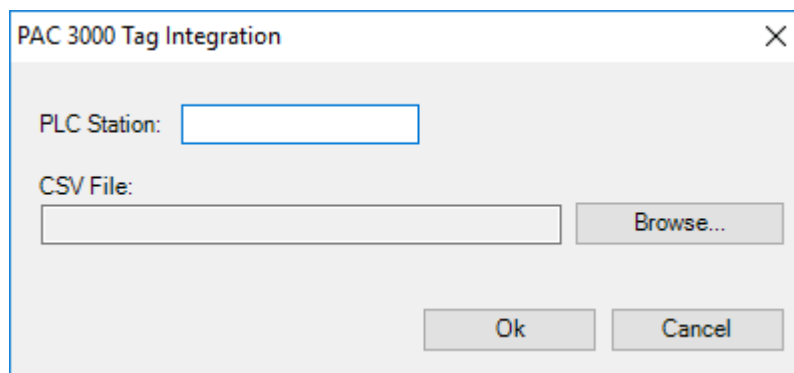 PAC 3000 Tag Integration
PLC Station:
CSV File:
Browse...
Ok Cancel